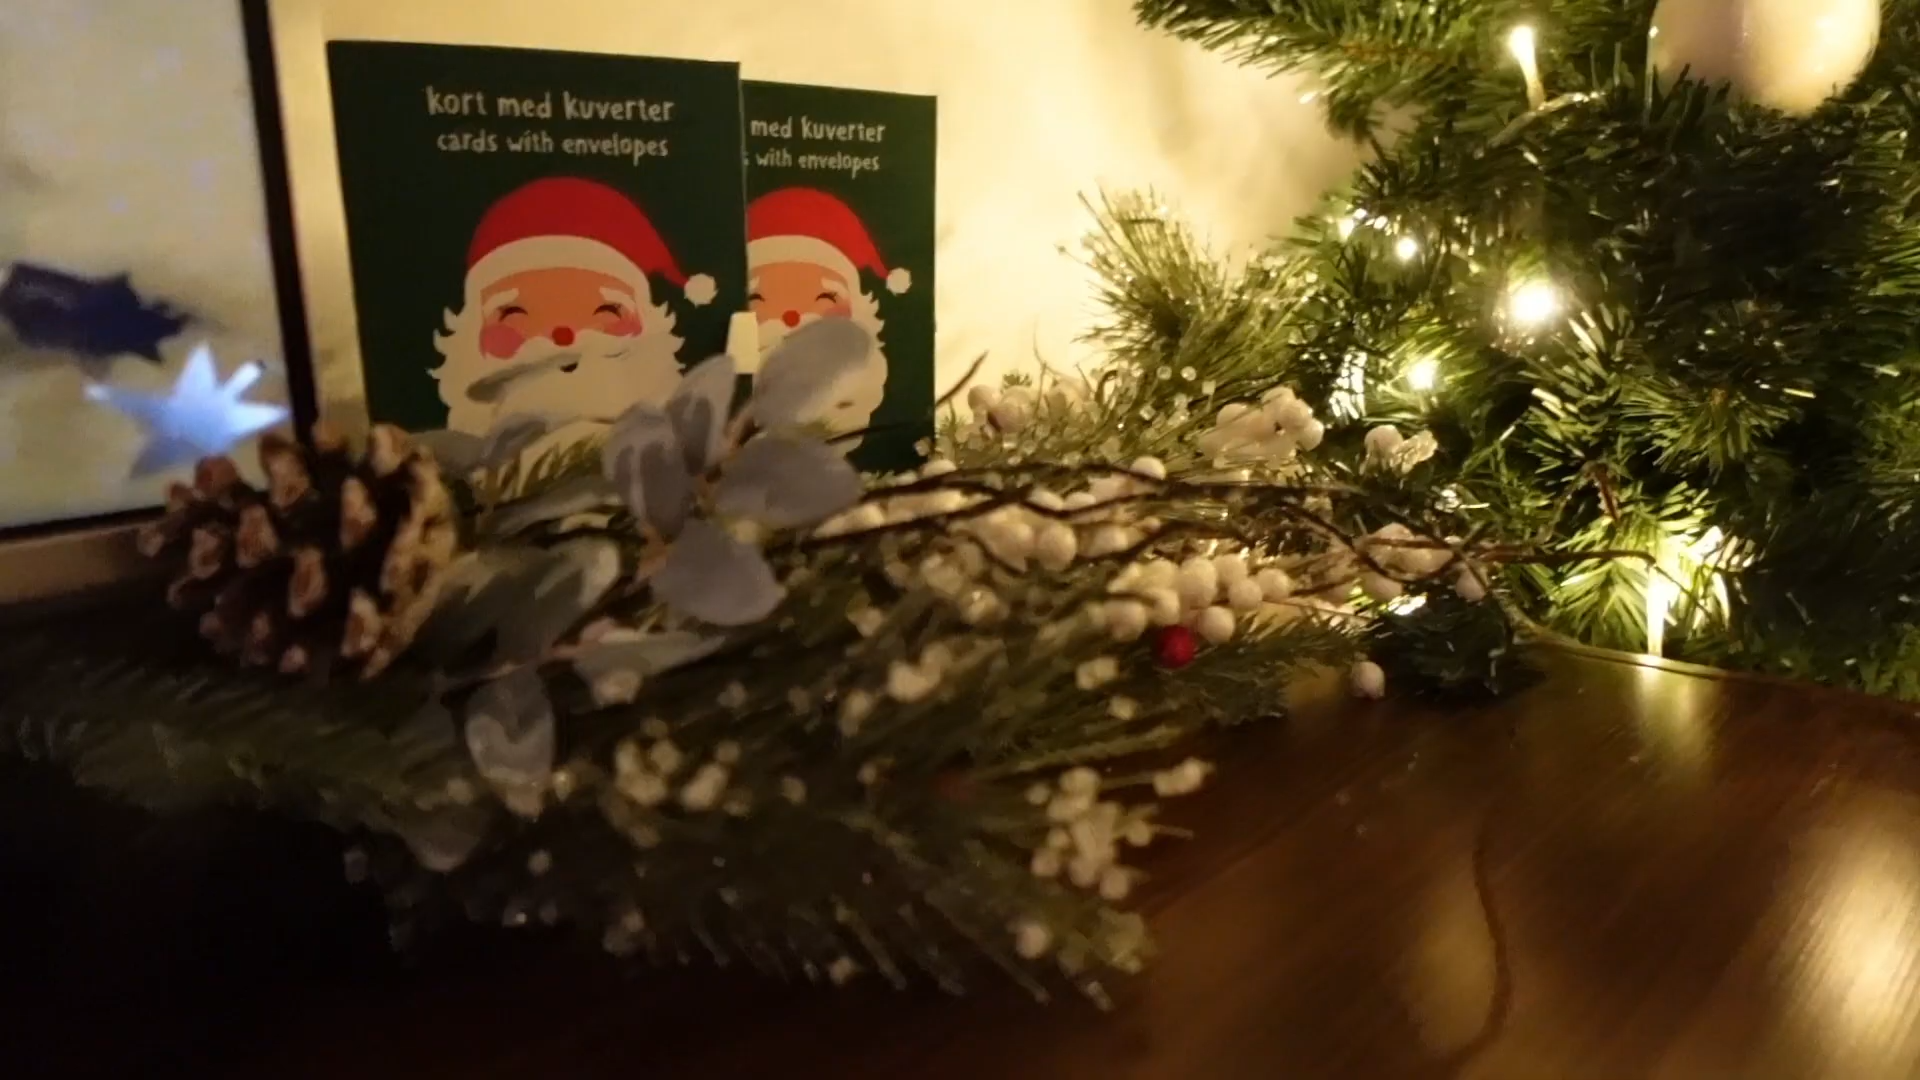 kort med kuverter
cards with envelopes
med kuverter
with envelopes